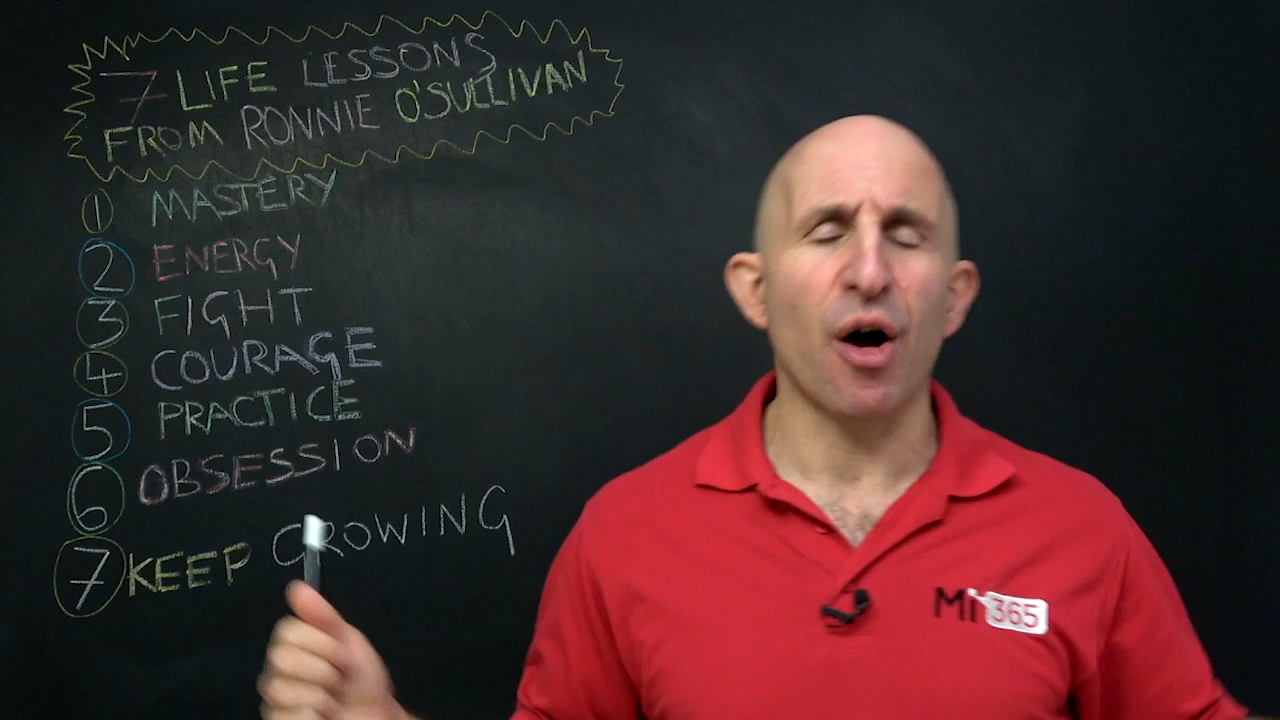 7 LIFE LESSONS
FROM RONNIE O'SULLIVAN
1 MASTERY
2 ENERGY
3 FIGHT
4 COURAGE
5 PRACTICE
6 OBSESSION
7 KEEP GROWING
Mi365